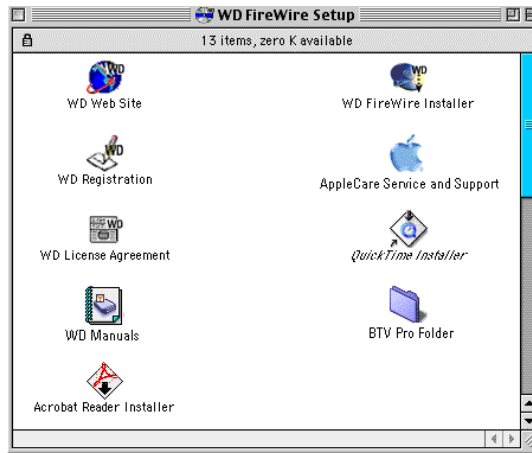 WD FireWire Setup
13 items, zero K available
WD Web Site
WD FireWire Installer
WD Registration
AppleCare Service and Support
WD License Agreement
QuickTime Installer
WD Manuals
BTV Pro Folder
Acrobat Reader Installer